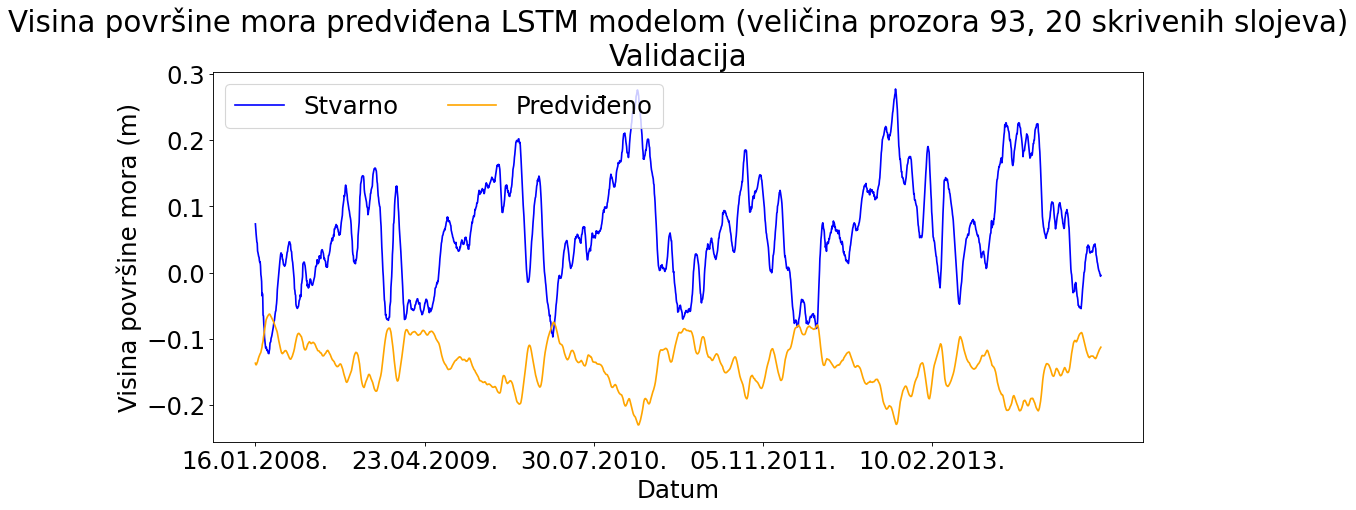 Visina površine mora predviđena LSTM modelom (veličina prozora 93, 20 skrivenih slojeva)
Validacija
Stvarno
Predviđeno
Visina površine mora (m)
0.3
0.2
0.1
0.0
−0.1
−0.2
16.01.2008.
23.04.2009.
30.07.2010.
05.11.2011.
10.02.2013.
Datum